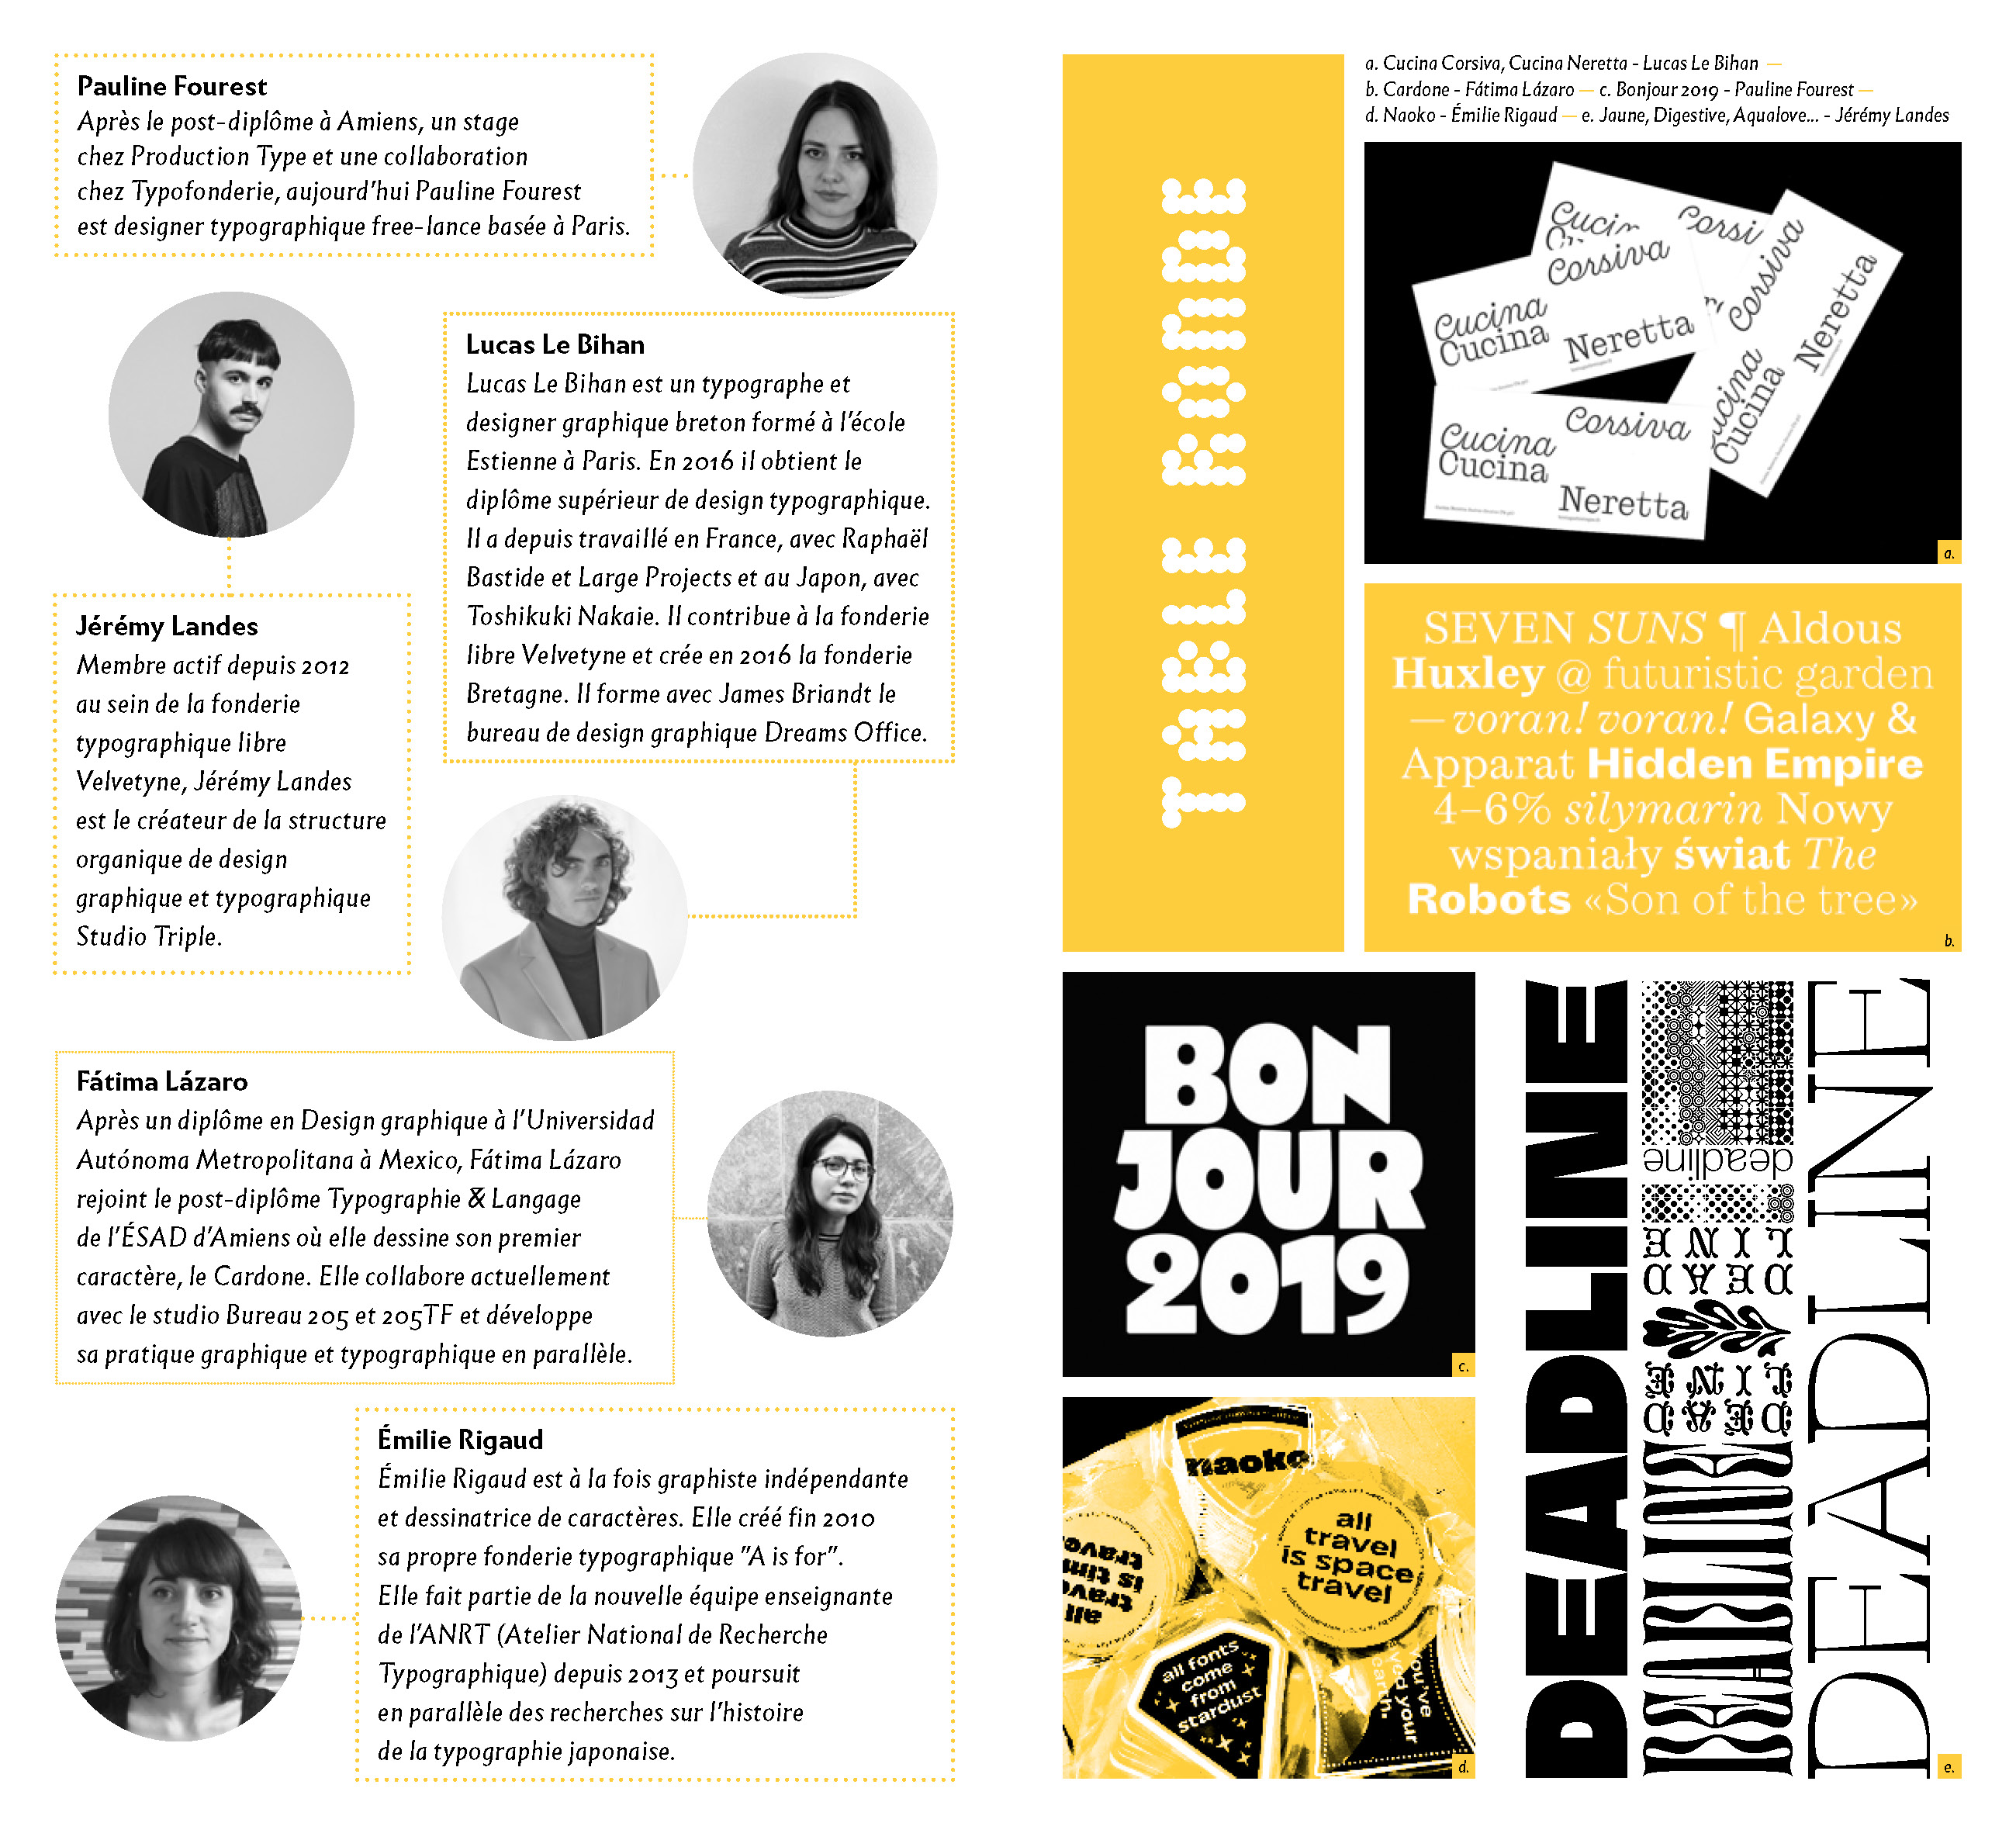 Pauline Fourest
Après le post-diplôme à Amiens, un stage
chez Production Type et une collaboration
chez Typofonderie, aujourd'hui Pauline Fourest
est designer typographique free-lance basée à Paris.
Lucas Le Bihan
Lucas Le Bihan est un typographe et
designer graphique breton formé à l'école
Estienne à Paris. En 2016 il obtient le
diplôme supérieur de design typographique.
Il a depuis travaillé en France, avec Raphaël
Bastide et Large Projects et au Japon, avec
Toshikuki Nakaie. Il contribue à la fonderie
libre Velvetyne et crée en 2016 la fonderie
Bretagne. Il forme avec James Briandt le
bureau de design graphique Dreams Office.
Jérémy Landes
Membre actif depuis 2012
au sein de la fonderie
typographique libre
Velvetyne, Jérémy Landes
est le créateur de la structure
organique de design
graphique et typographique
Studio Triple.
Fátima Lázaro
Après un diplôme en Design graphique à l'Universidad
Autónoma Metropolitana à Mexico, Fátima Lázaro
rejoint le post-diplôme Typographie & Langage
de l'ÉSAD d'Amiens où elle dessine son premier
caractère, le Cardone. Elle collabore actuellement
avec le studio Bureau 205 et 205TF et développe
sa pratique graphique et typographique en parallèle.
Émilie Rigaud
Émilie Rigaud est à la fois graphiste indépendante
et dessinatrice de caractères. Elle créé fin 2010
sa propre fonderie typographique "A is for".
Elle fait partie de la nouvelle équipe enseignante
de l'ANRT (Atelier National de Recherche
Typographique) depuis 2013 et poursuit
en parallèle des recherches sur l'histoire
de la typographie japonaise.
TABLE RONDE
a. Cucina Corsiva, Cucina Neretta - Lucas Le Bihan —
b. Cardone - Fátima Lázaro — c. Bonjour 2019 - Pauline Fourest —
d. Naoko - Émilie Rigaud — e. Jaune, Digestive, Aqualove... - Jérémy Landes
Cucina
Corsiva
Corsiva
Cucina
Cucina
Neretta
Corsiva
Cucina
Cucina
Neretta
Cucina
Corsiva
Cucina
Neretta
a.
SEVEN SUNS ¶ Aldous
Huxley @ futuristic garden
— voran! voran! Galaxy &
Apparat Hidden Empire
4–6% silymarin Nowy
wspaniały świat The
Robots «Son of the tree»
b.
BON
JOUR
2019
c.
naoko
all
travel
is space
travel
all
travel
is time
travel
all fonts
come
from
stardust
you've
d your
earth
d.
DEADLINE
deadline
DEAD
LINE
DEAD
LINE
DEADLINE
DEADLINE
e.